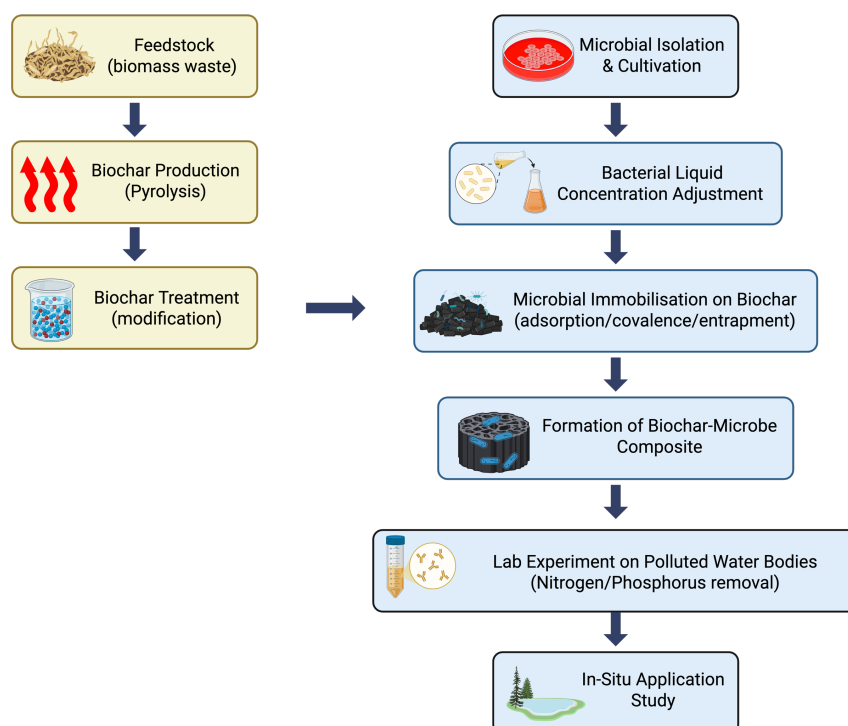 Feedstock
(biomass waste)
Biochar Production
(Pyrolysis)
Biochar Treatment
(modification)
Microbial Isolation
& Cultivation
Bacterial Liquid
Concentration Adjustment
Microbial Immobilisation on Biochar
(adsorption/covalence/entrapment)
Formation of Biochar-Microbe
Composite
Lab Experiment on Polluted Water Bodies
(Nitrogen/Phosphorus removal)
In-Situ Application
Study